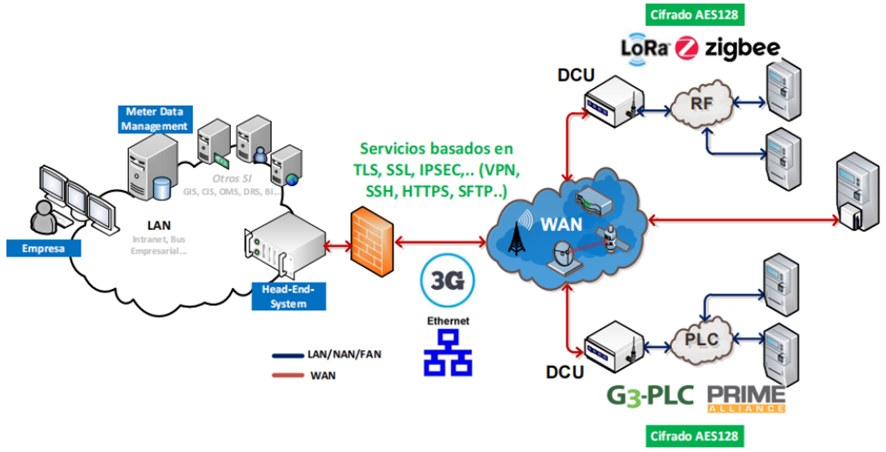 Cifrado AES128
LoRa zigbee
DCU
RF
Meter Data
Management
Otros SI
GIS, CIS, OMS, DRS, BI...
Servicios basados en
TLS, SSL, IPSEC,.. (VPN,
SSH, HTTPS, SFTP..)
LAN
Intranet, Bus
Empresarial...
WAN
Empresa
Head-End-
System
3G
Ethernet
LAN/NAN/FAN
WAN
PLC
DCU
G3-PLC PRIME
ALLIANCE
Cifrado AES128